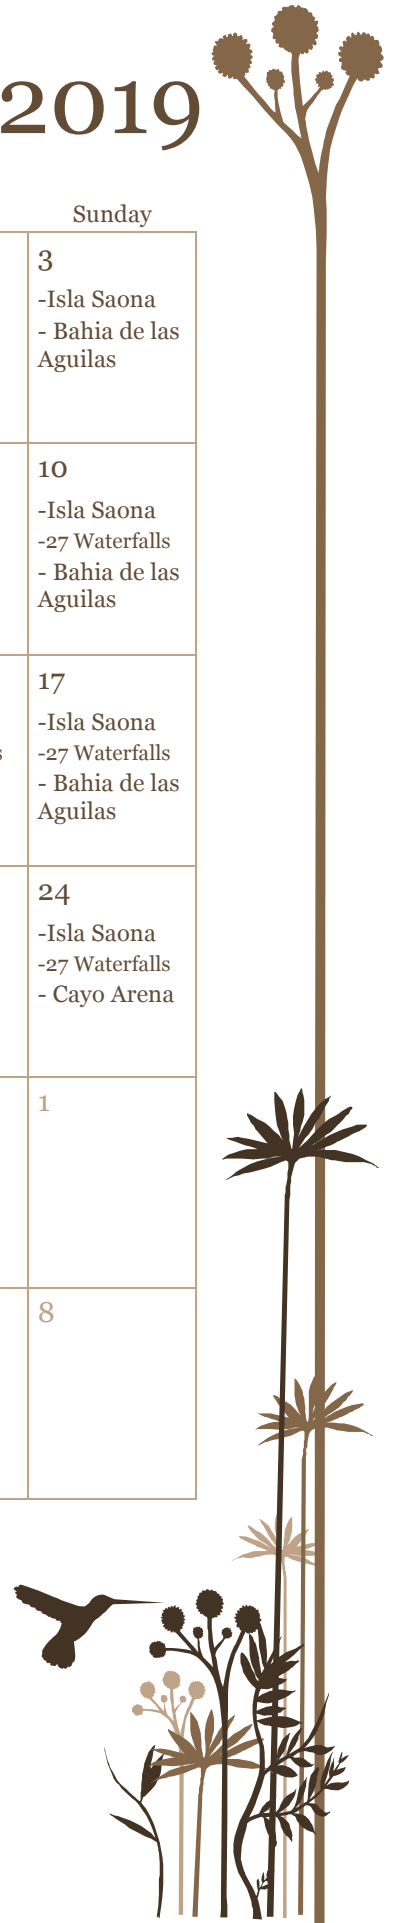 2019
Sunday
3
-Isla Saona
- Bahia de las
Aguilas
10
-Isla Saona
-27 Waterfalls
- Bahia de las
Aguilas
17
-Isla Saona
s
-27 Waterfalls
- Bahia de las
Aguilas
24
-Isla Saona
-27 Waterfalls
- Cayo Arena
1
8